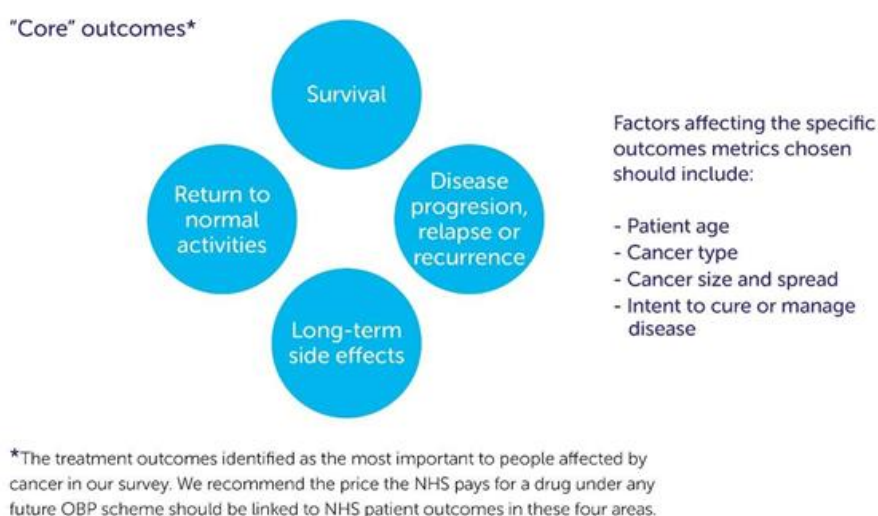 "Core" outcomes*
Survival
Return to
normal
activities
Disease
progresion,
relapse or
recurrence
Long-term
side effects
Factors affecting the specific
outcomes metrics chosen
should include:
- Patient age
- Cancer type
- Cancer size and spread
- Intent to cure or manage
disease
*The treatment outcomes identified as the most important to people affected by
cancer in our survey. We recommend the price the NHS pays for a drug under any
future OBP scheme should be linked to NHS patient outcomes in these four areas.